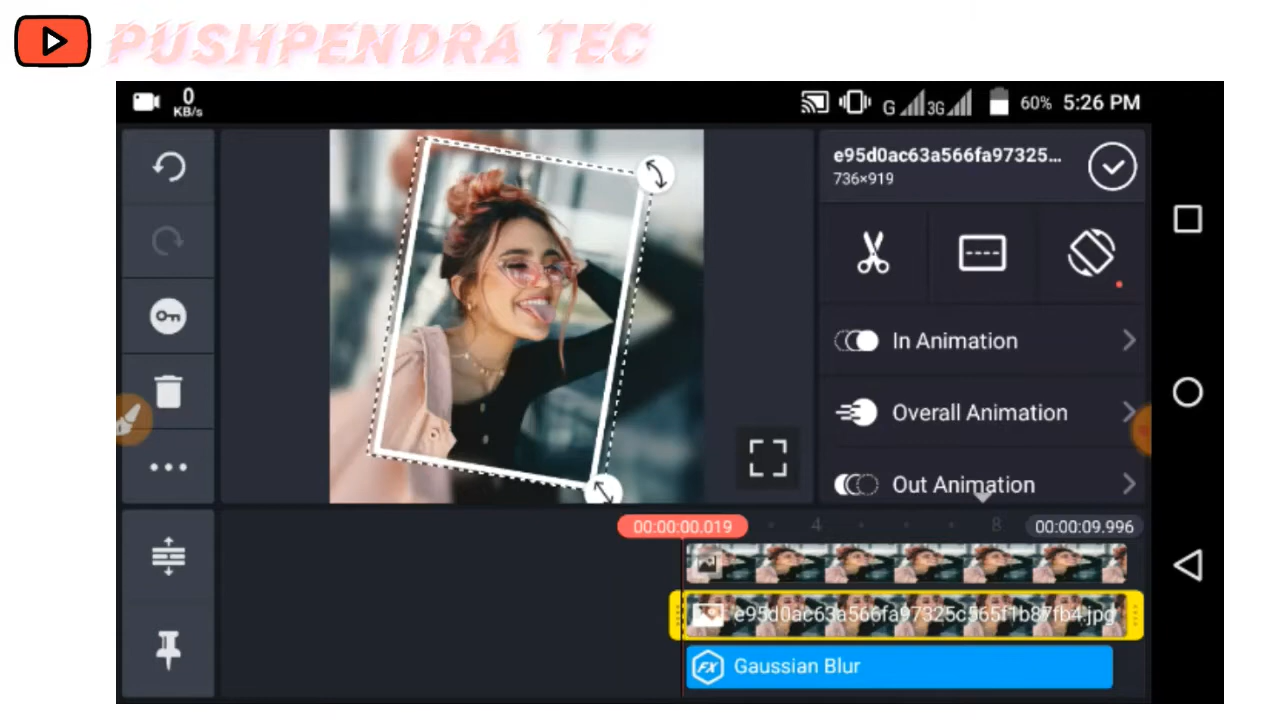 PUSHPENDRA TEC
0
KB/s
G 3G 60% 5:26 PM
e95d0ac63a566fa97325...
736×919
In Animation
Overall Animation
Out Animation
00:00:00.019
4
8
00:00:09.996
e95d0ac63a566fa97325c565f1b87fb4.jpg
FX Gaussian Blur